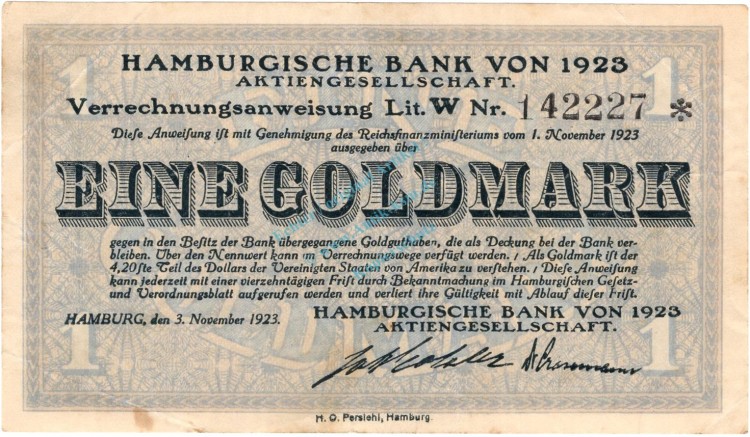 1 1
HAMBURGISCHE BANK VON 1923
AKTIENGESELLSCHAFT.
Verrechnungsanweisung Lit. W Nr. 142227 *
Dieſe Anweiſung iſt mit Genehmigung des Reichsfinanzminiſteriums vom 1. November 1923
ausgegeben über
EINE GOLDMARK
gegen in den Beſitz der Bank übergegangene Goldguthaben, die als Deckung bei der Bank ver-
bleiben. Über den Nennwert kann im Verrechnungswege verfügt werden. / Als Goldmark iſt der
4,20ſte Teil des Dollars der Vereinigten Staaten von Amerika zu verſtehen. / Dieſe Anweiſung
kann jederzeit mit einer vierzehntägigen Friſt durch Bekanntmachung im Hamburgiſchen Geſetz-
und Verordnungsblatt aufgerufen werden und verliert ihre Gültigkeit mit Ablauf dieſer Friſt.
HAMBURG, den 3. November 1923.
HAMBURGISCHE BANK VON 1923
AKTIENGESELLSCHAFT.
1 1
H. O. Persiehl, Hamburg.